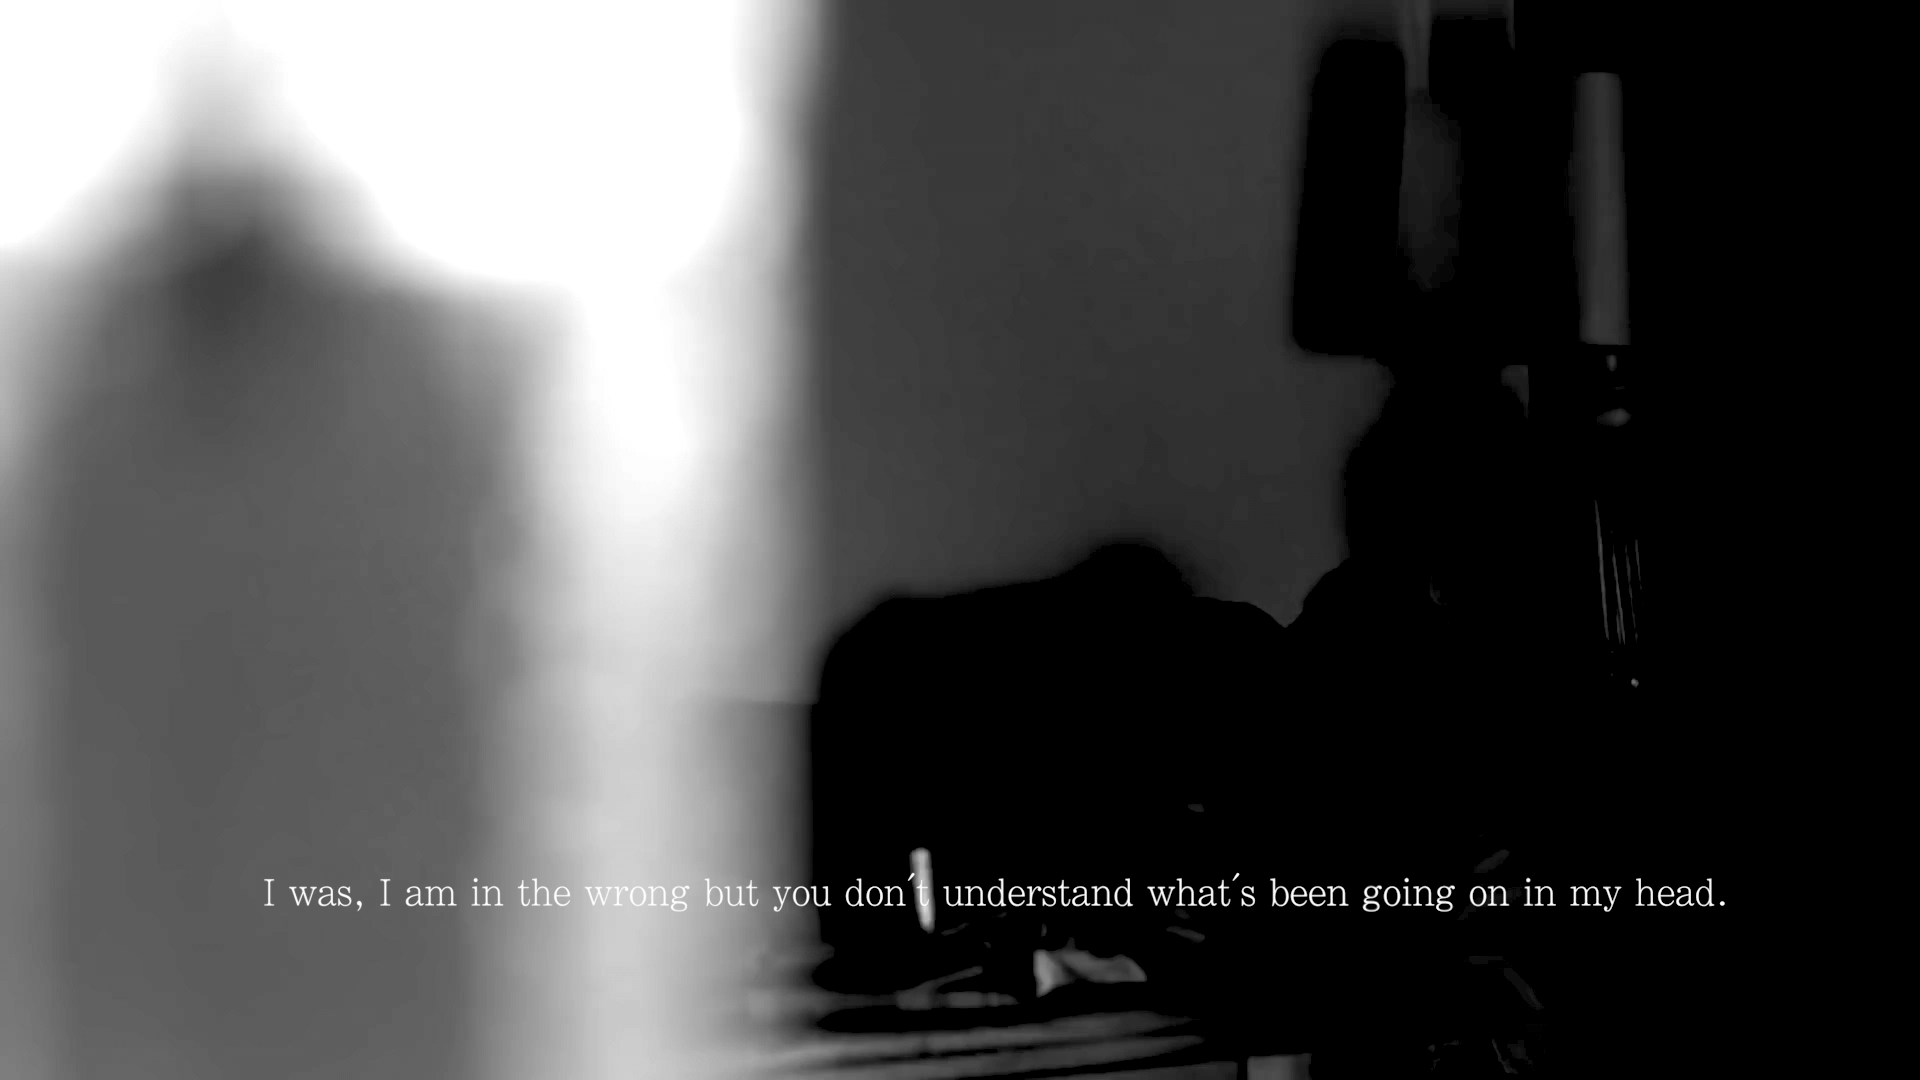 I was, I am in the wrong but you don´t understand what´s been going on in my head.